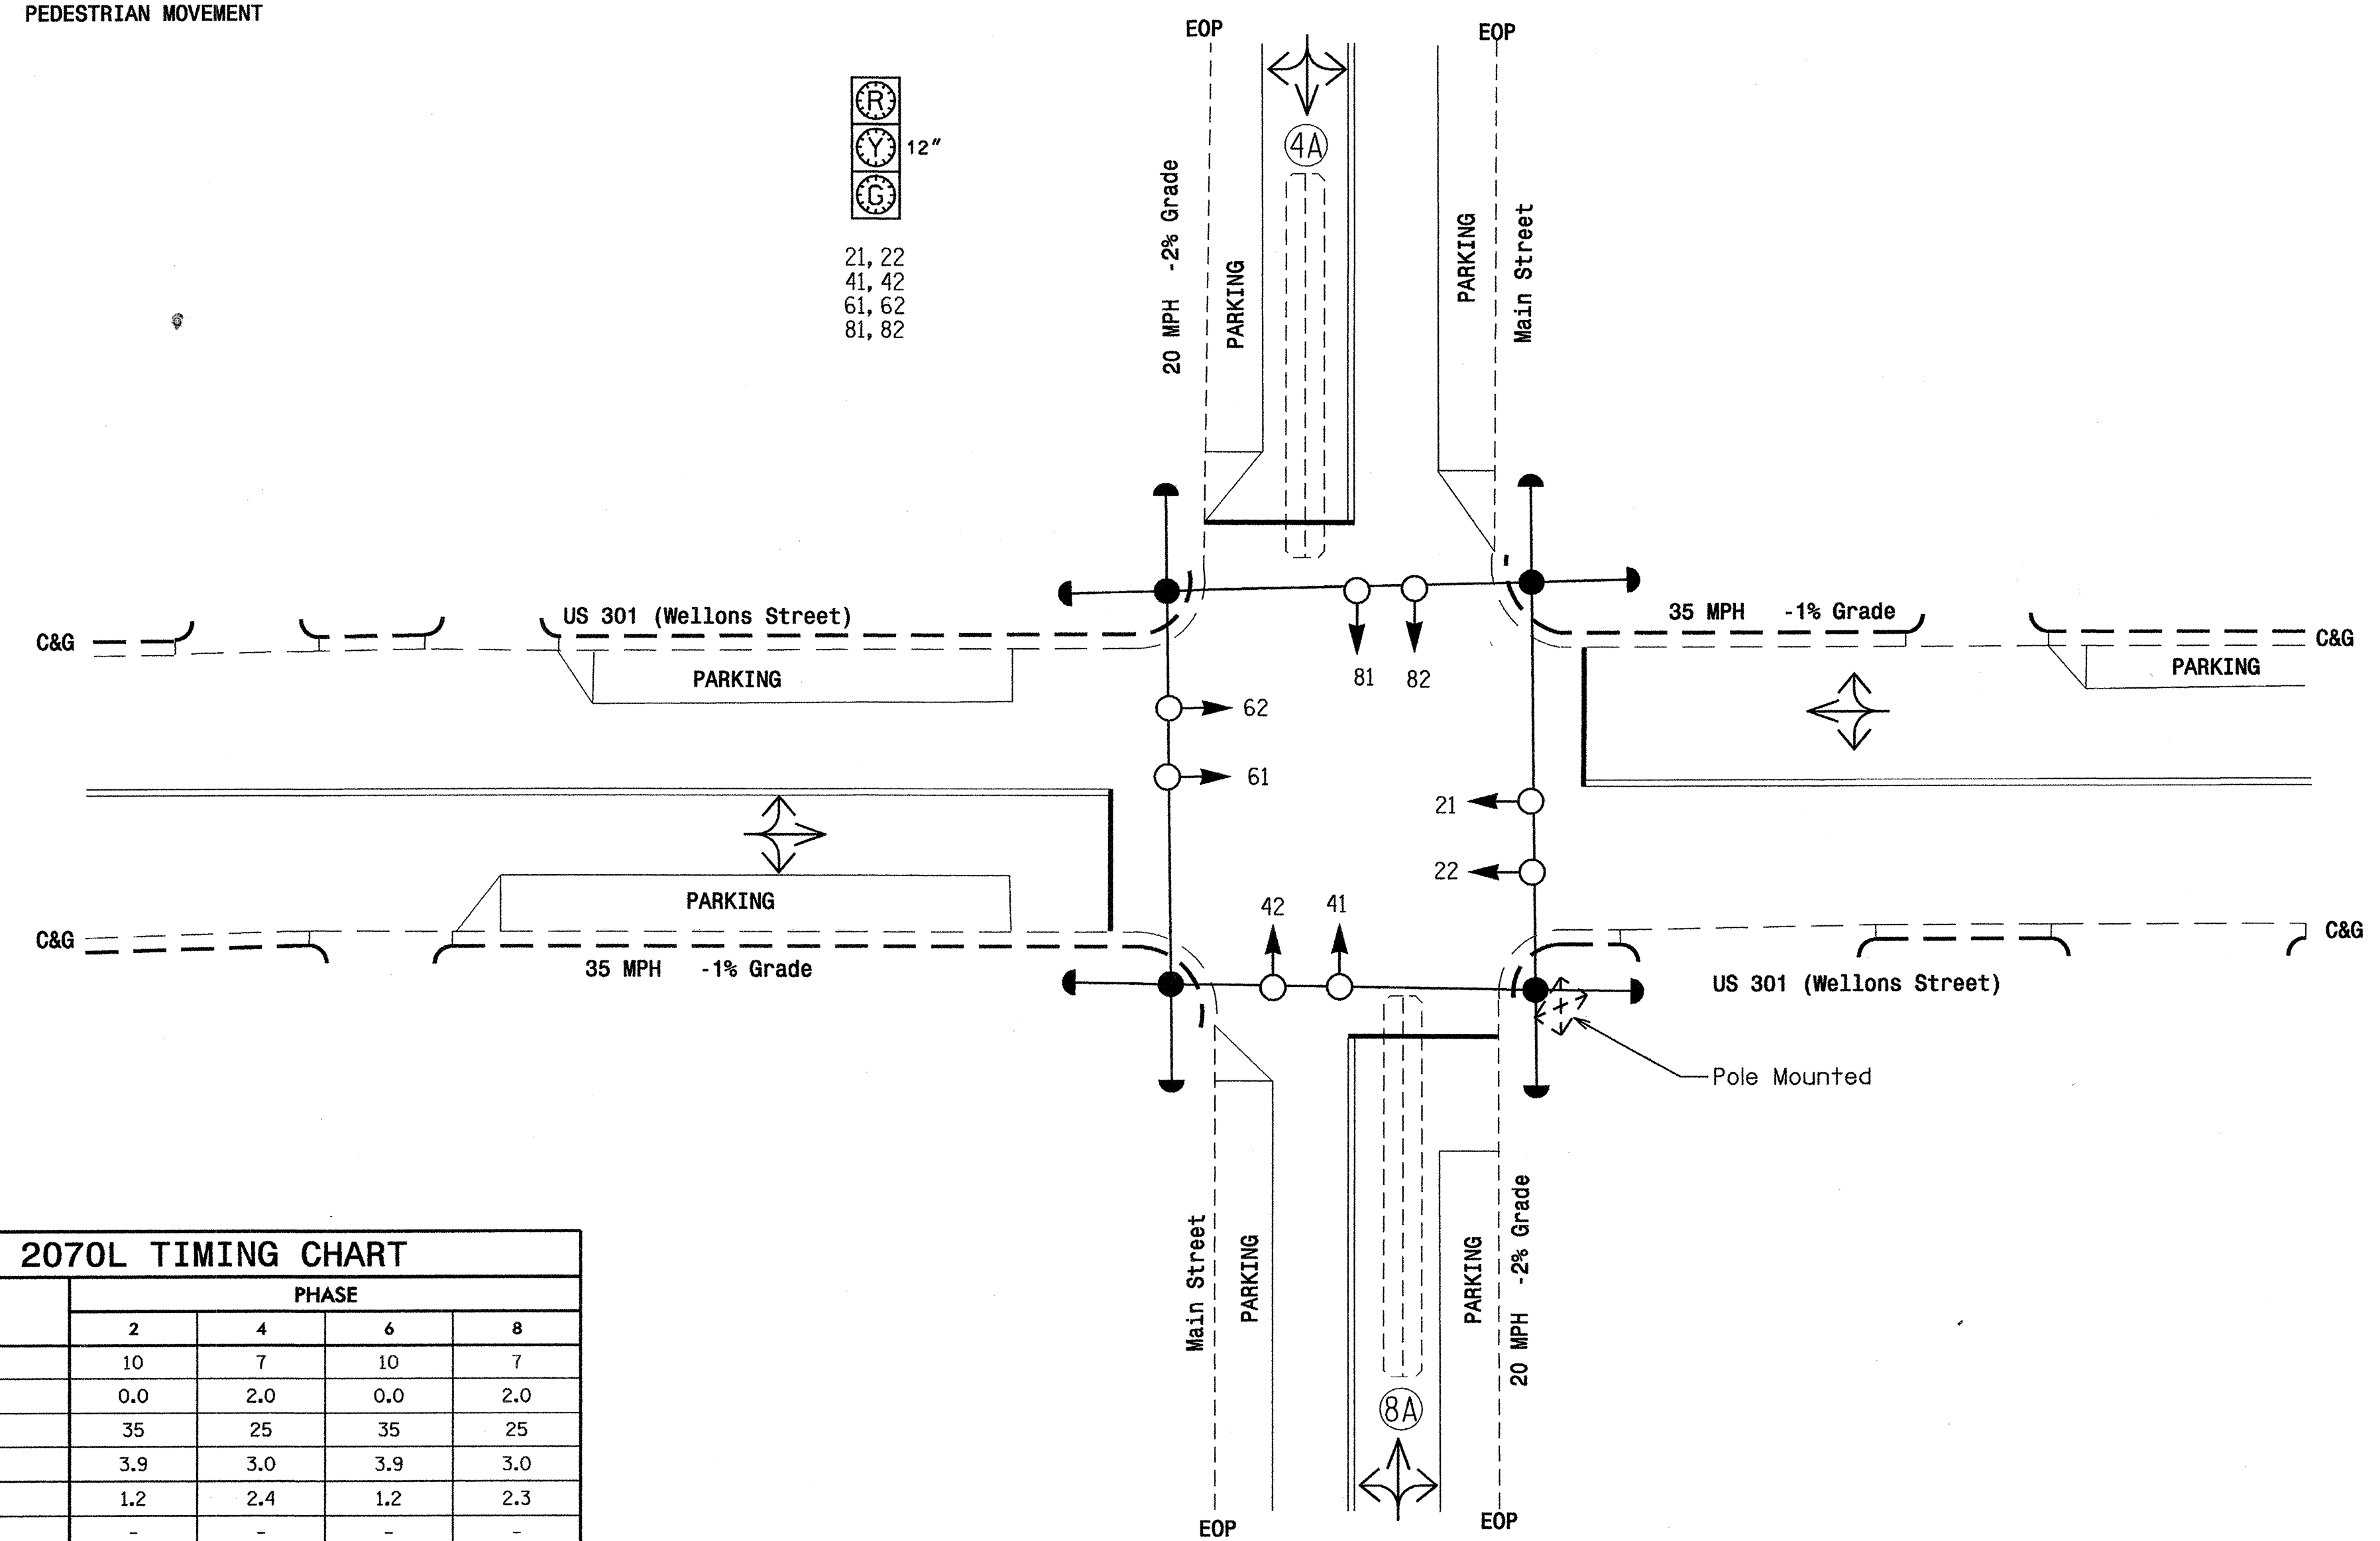 PEDESTRIAN MOVEMENT
EOP
EOP
R
Y
12"
G
21, 22
41, 42
61, 62
81, 82
4A
20 MPH -2% Grade
PARKING
PARKING
Main Street
US 301 (Wellons Street)
35 MPH -1% Grade
C&G
C&G
PARKING
PARKING
81
82
62
61
21
22
42
41
PARKING
C&G
C&G
35 MPH -1% Grade
US 301 (Wellons Street)
Pole Mounted
Main Street
PARKING
PARKING
20 MPH -2% Grade
8A
EOP
EOP
2070L TIMING CHART
PHASE
2 4 6 8
10 7 10 7
0.0 2.0 0.0 2.0
35 25 35 25
3.9 3.0 3.9 3.0
1.2 2.4 1.2 2.3
- - - -